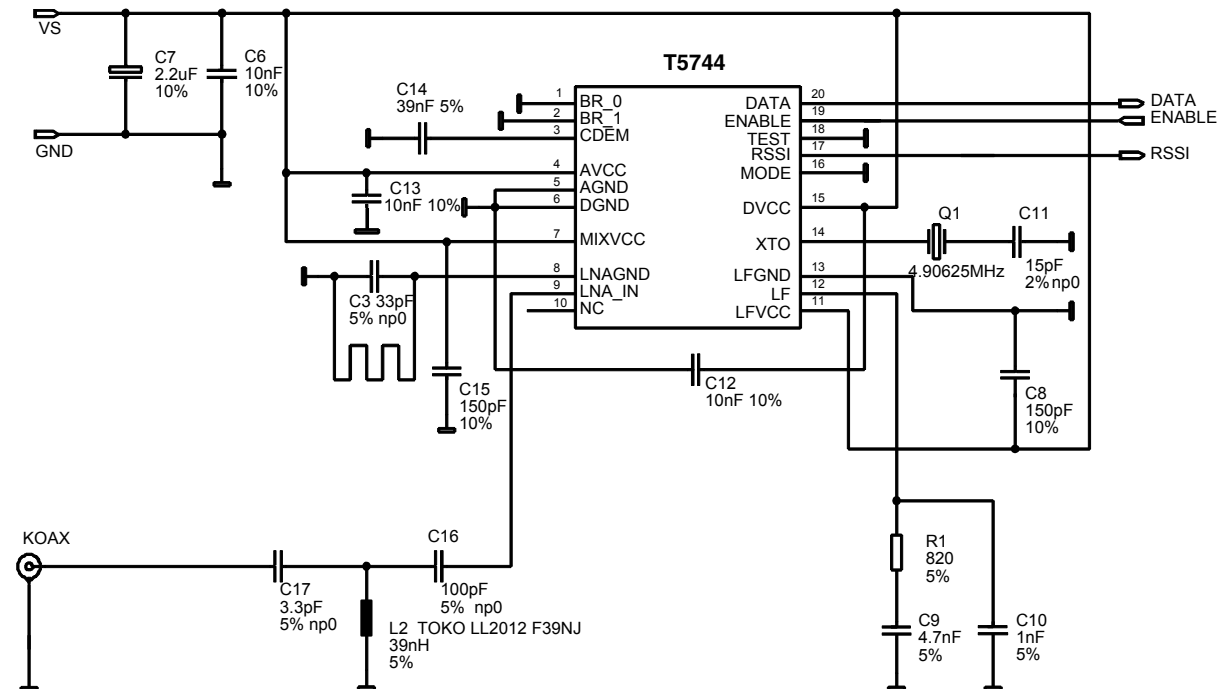 VS
C7
2.2uF
10%
C6
10nF
10%
GND
C14
39nF 5%
T5744
1
BR_0
2
BR_1
3
CDEM
4
AVCC
5
AGND
6
DGND
7
MIXVCC
8
LNAGND
9
LNA_IN
10
NC
20
DATA
19
ENABLE
18
TEST
17
RSSI
16
MODE
15
DVCC
14
XTO
13
LFGND
12
LF
11
LFVCC
DATA
ENABLE
RSSI
C13
10nF 10%
Q1
4.90625MHz
C11
15pF
2% np0
C3 33pF
5% np0
C15
150pF
10%
C12
10nF 10%
C8
150pF
10%
KOAX
C17
3.3pF
5% np0
C16
100pF
5% np0
L2 TOKO LL2012 F39NJ
39nH
5%
R1
820
5%
C9
4.7nF
5%
C10
1nF
5%